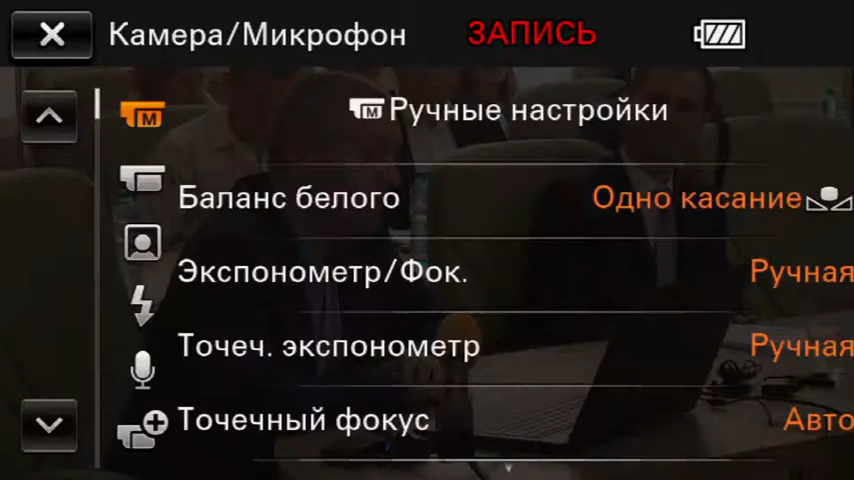 Камера/Микрофон ЗАПИСЬ
M Ручные настройки
Баланс белого Одно касание
Экспонометр/Фок. Ручная
Точеч. экспонометр Ручная
Точечный фокус Авто